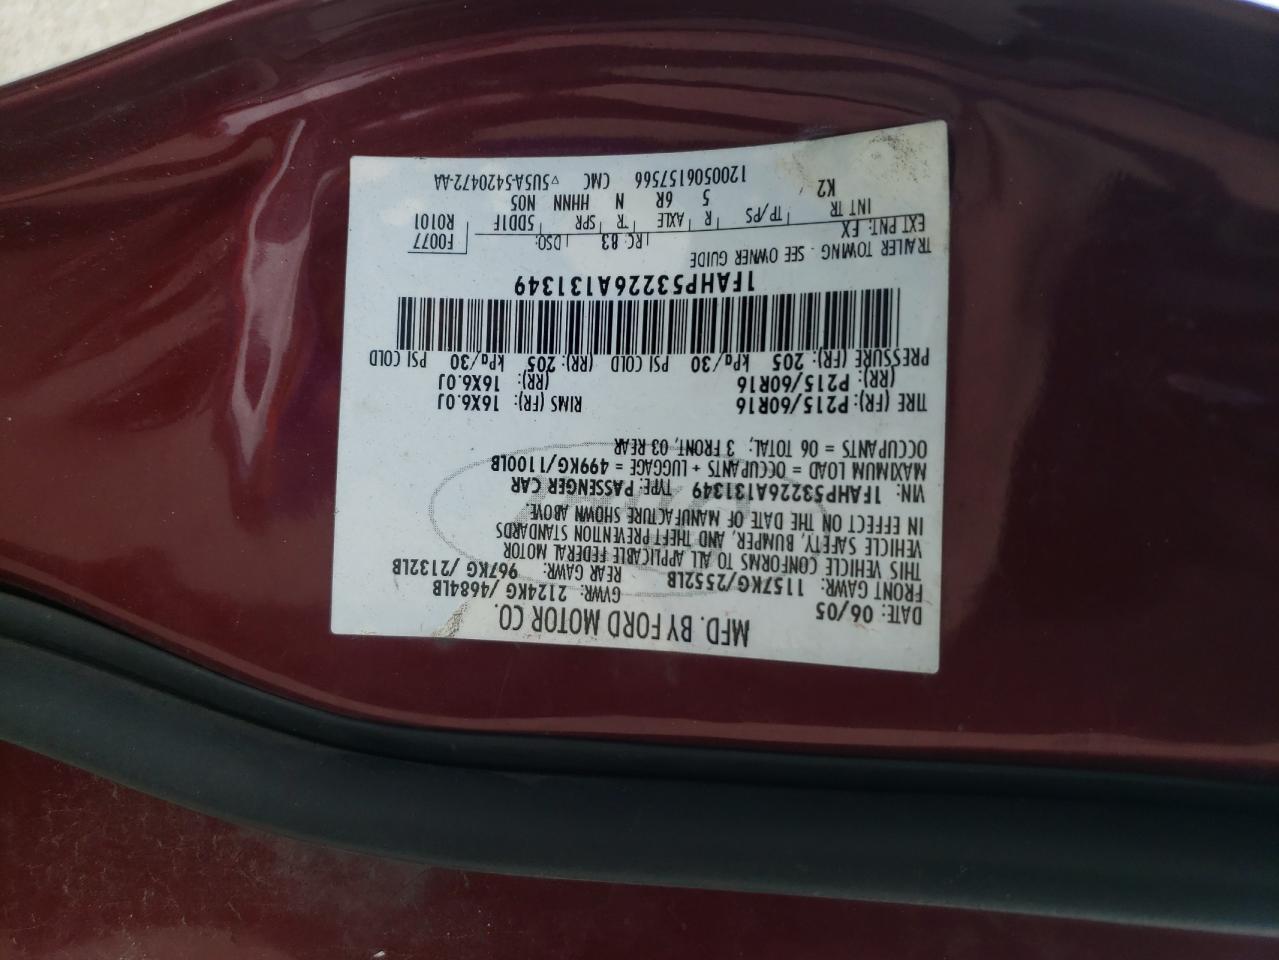 MFD. BY FORD MOTOR CO.
DATE: 06/05 GVWR: 2124KG /4684LB
FRONT GAWR: 1157KG/2552LB REAR GAWR: 967KG /2132LB
THIS VEHICLE CONFORMS TO ALL APPLICABLE FEDERAL MOTOR
VEHICLE SAFETY, BUMPER, AND THEFT PREVENTION STANDARDS
IN EFFECT ON THE DATE OF MANUFACTURE SHOWN ABOVE.
VIN: 1FAHP53226A131349 TYPE: PASSENGER CAR
MAXIMUM LOAD = OCCUPANTS + LUGGAGE = 499KG/1100LB
OCCUPANTS = 06 TOTAL; 3 FRONT, 03 REAR
TIRE (FR): P215/60R16 RIMS (FR): 16X6.0J
(RR): P215/60R16 (RR): 16X6.0J
PRESSURE (FR): 205 kPa/30 PSI COLD (RR): 205 kPa/30 PSI COLD
1FAHP53226A131349
TRAILER TOWING - SEE OWNER GUIDE F0077
EXT PNT: FX RC: 83 DSO: R0101
INT TR TP/PS R AXLE TR SPR 5DD1F
K2 5 6R N HHNN N05
1200506157566 CMC ▽5U5A-5420472-AA